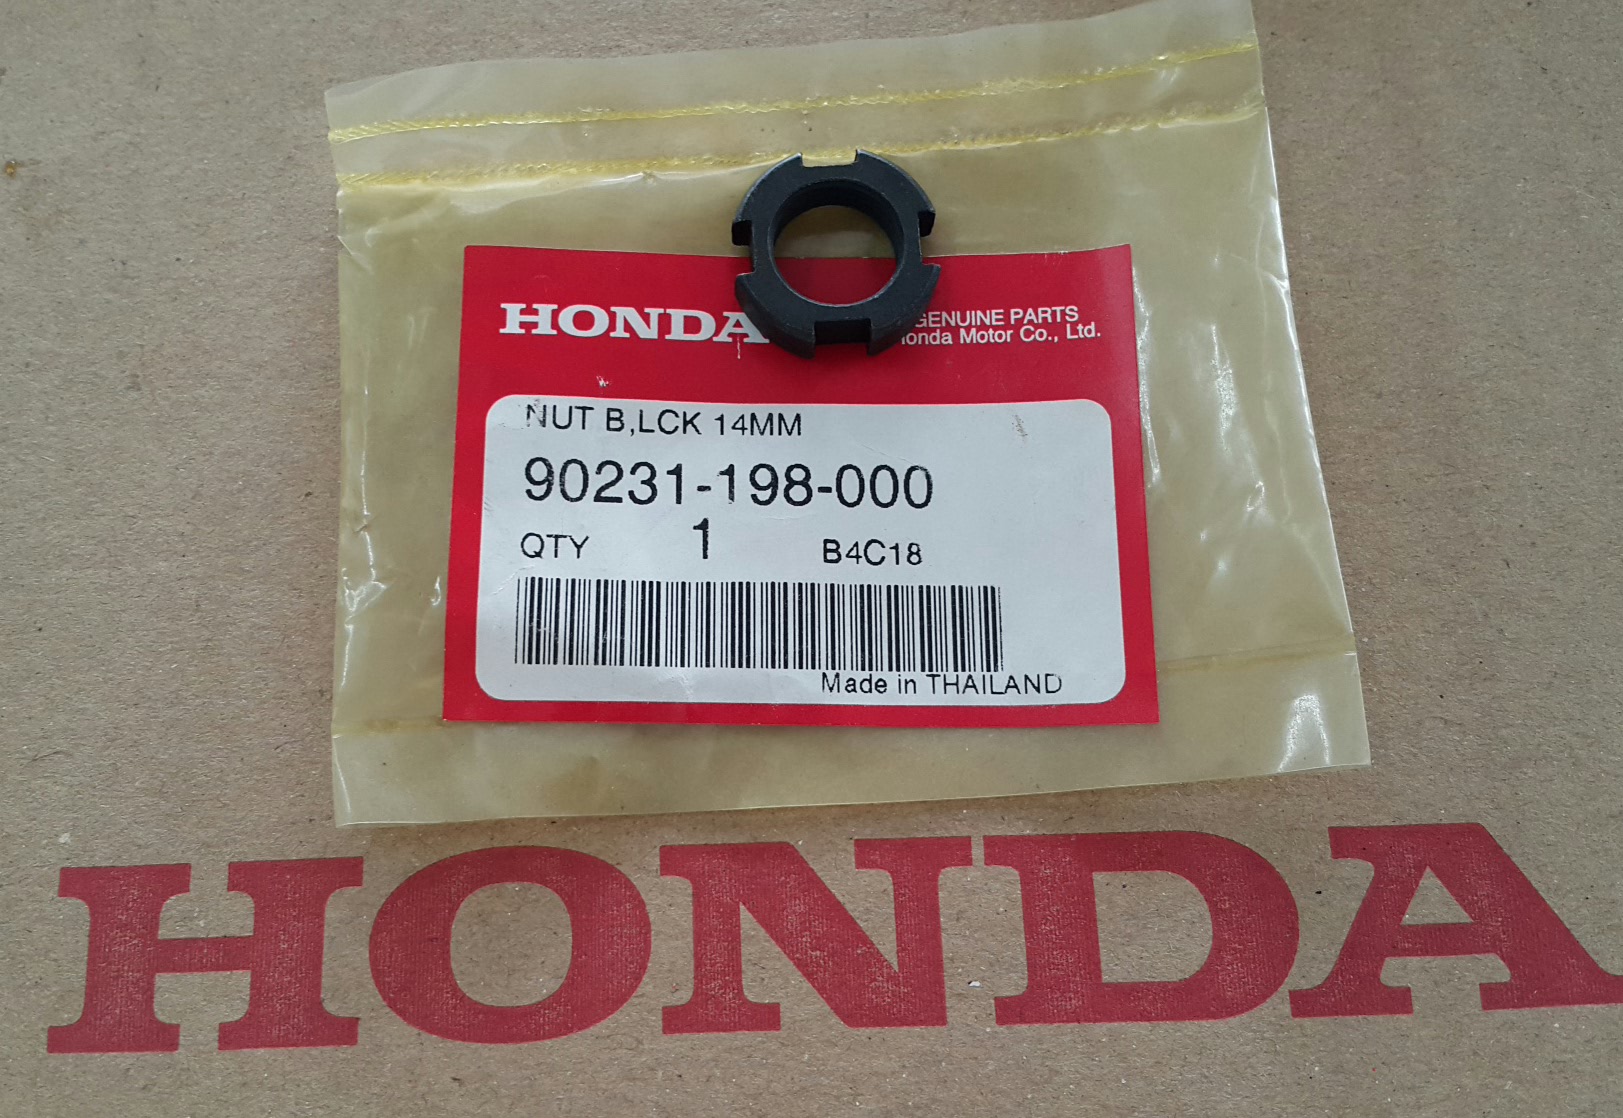 HONDA
GENUINE PARTS
Honda Motor Co., Ltd.
NUT B,LCK 14MM
90231-198-000
QTY 1 B4C18
Made in THAILAND
HONDA